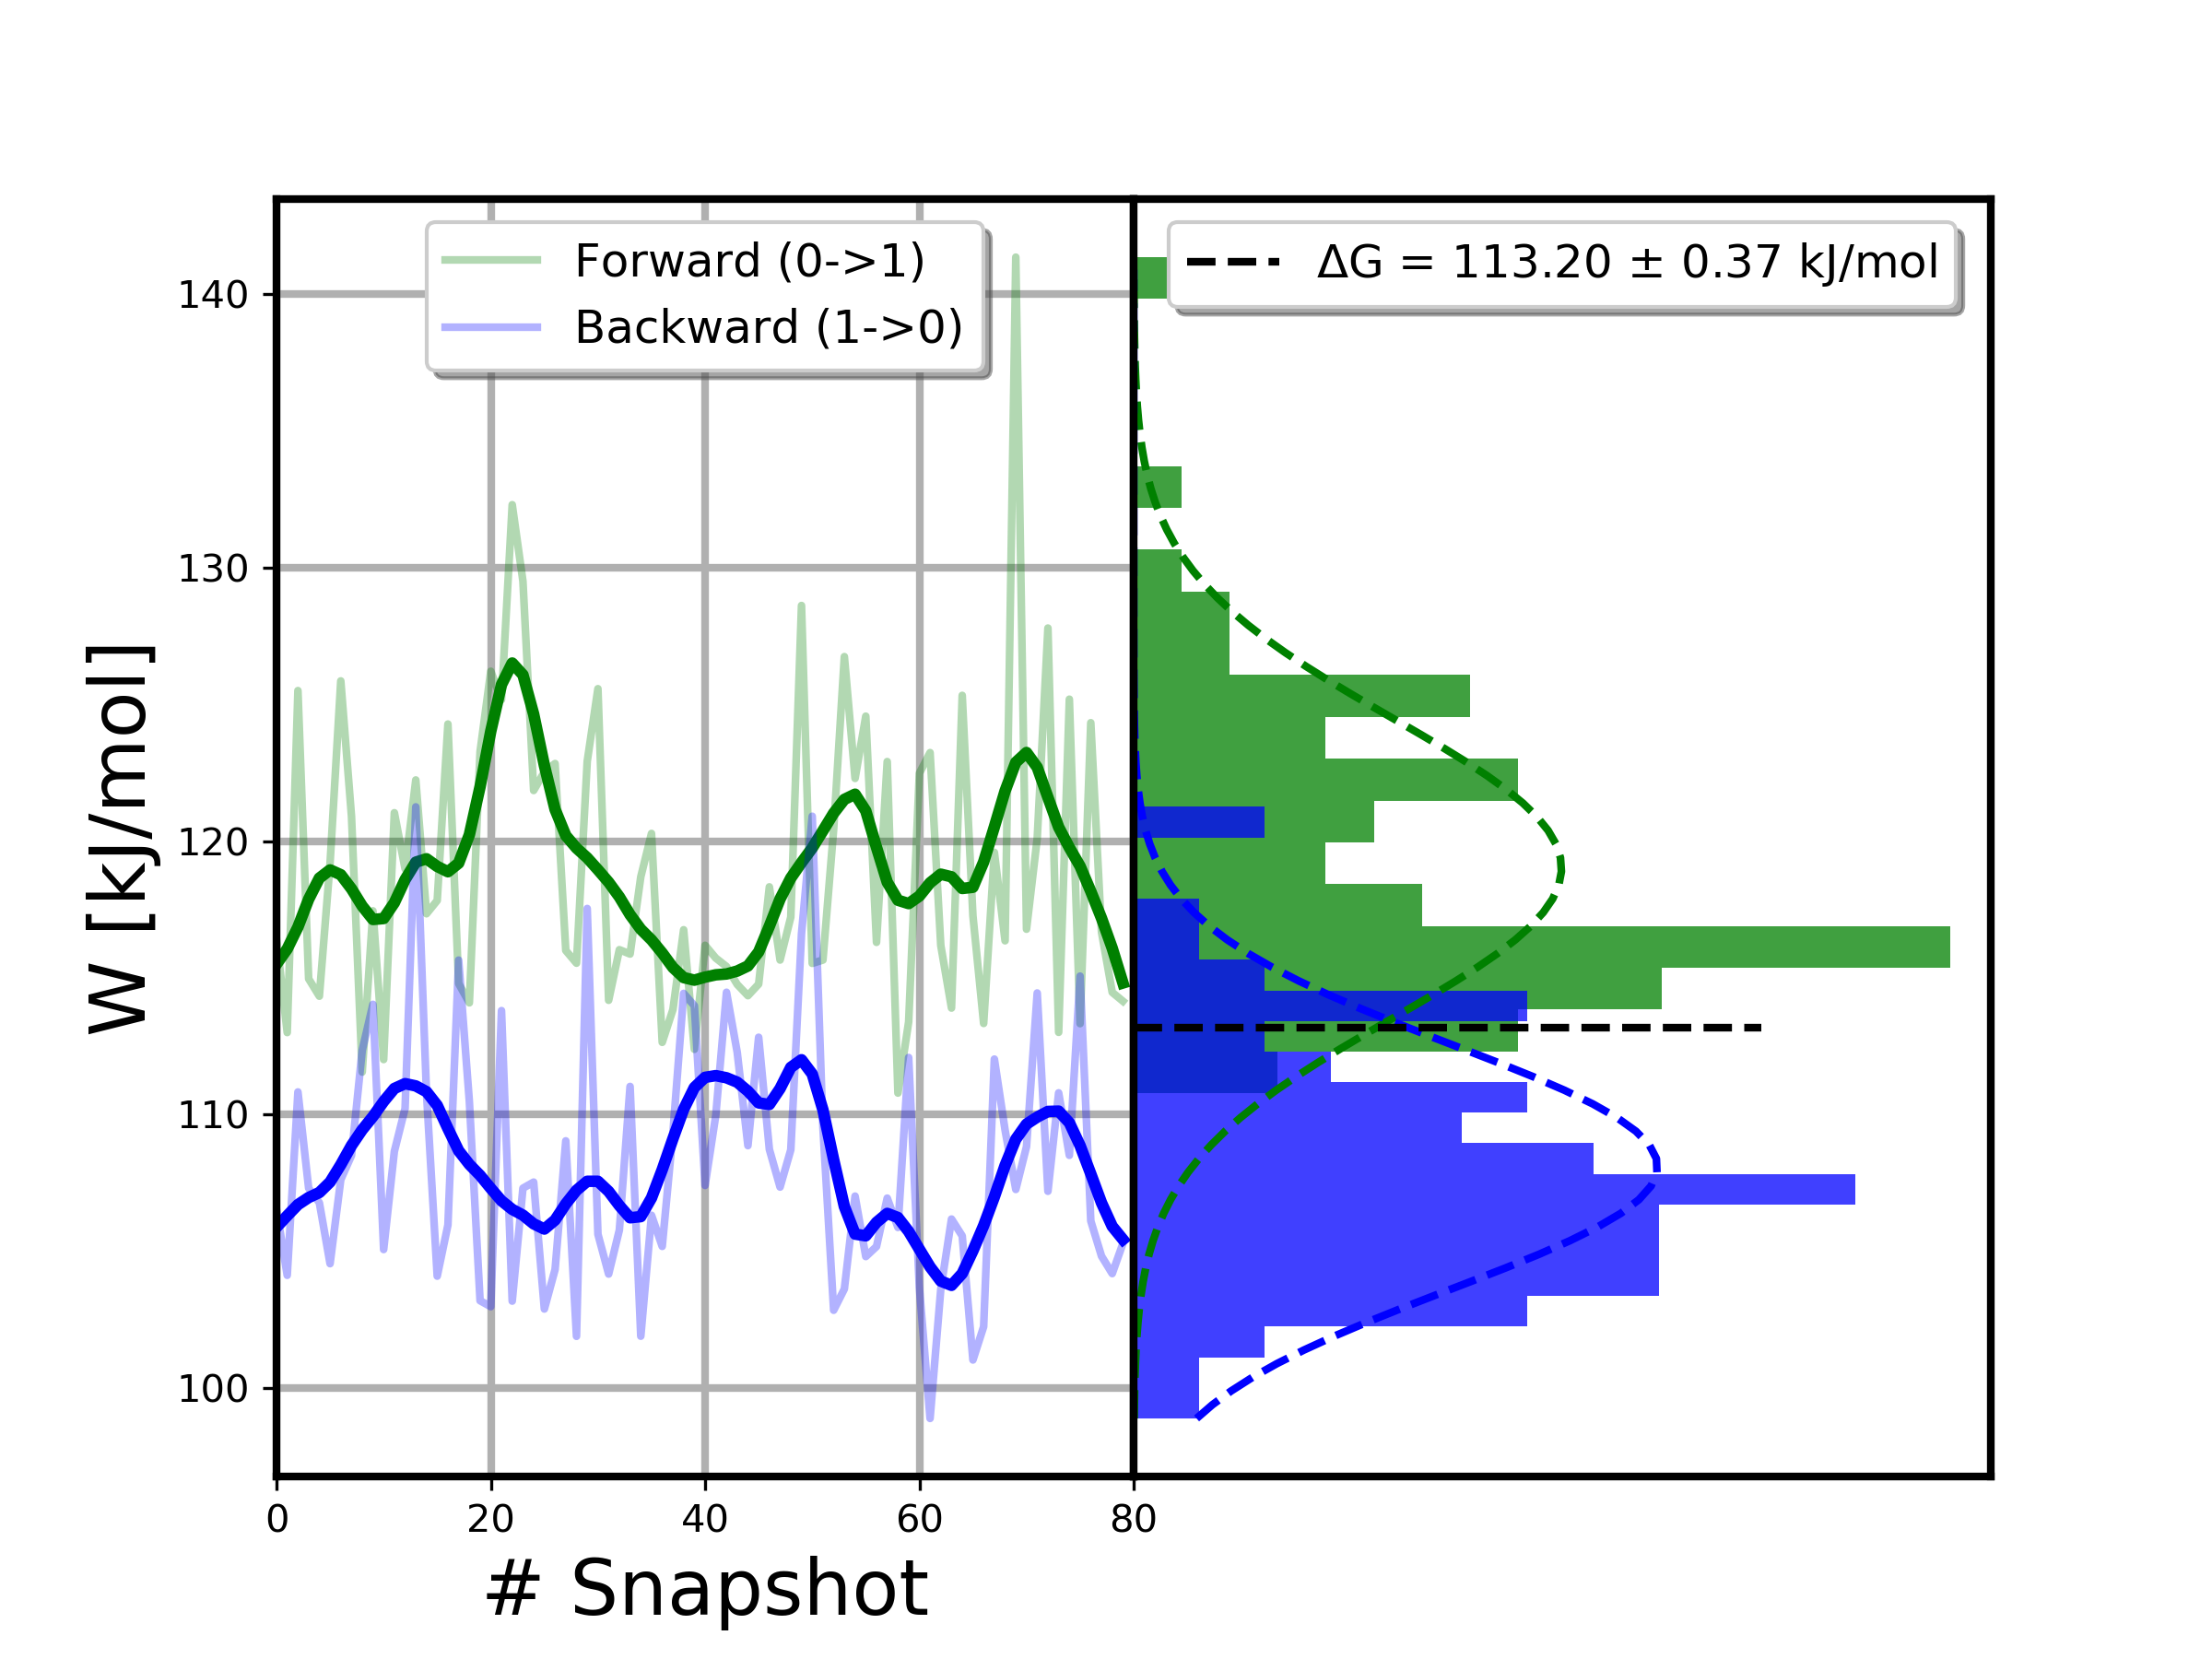 Forward (0->1)
Backward (1->0)
ΔG = 113.20 ± 0.37 kJ/mol
W [kJ/mol]
140
130
120
110
100
0 20 40 60 80
# Snapshot